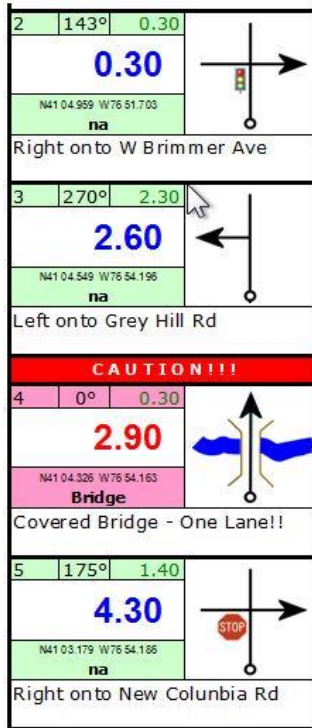 2 143° 0.30
0.30
N41 04.959 W76 51.703
na
Right onto W Brimmer Ave
3 270° 2.30
2.60
N41 04.549 W76 54.196
na
Left onto Grey Hill Rd
CAUTION!!!
4 0° 0.30
2.90
N41 04.326 W76 54.163
Bridge
Covered Bridge - One Lane!!
5 175° 1.40
4.30
STOP
N41 03.179 W76 54.186
na
Right onto New Colunbia Rd